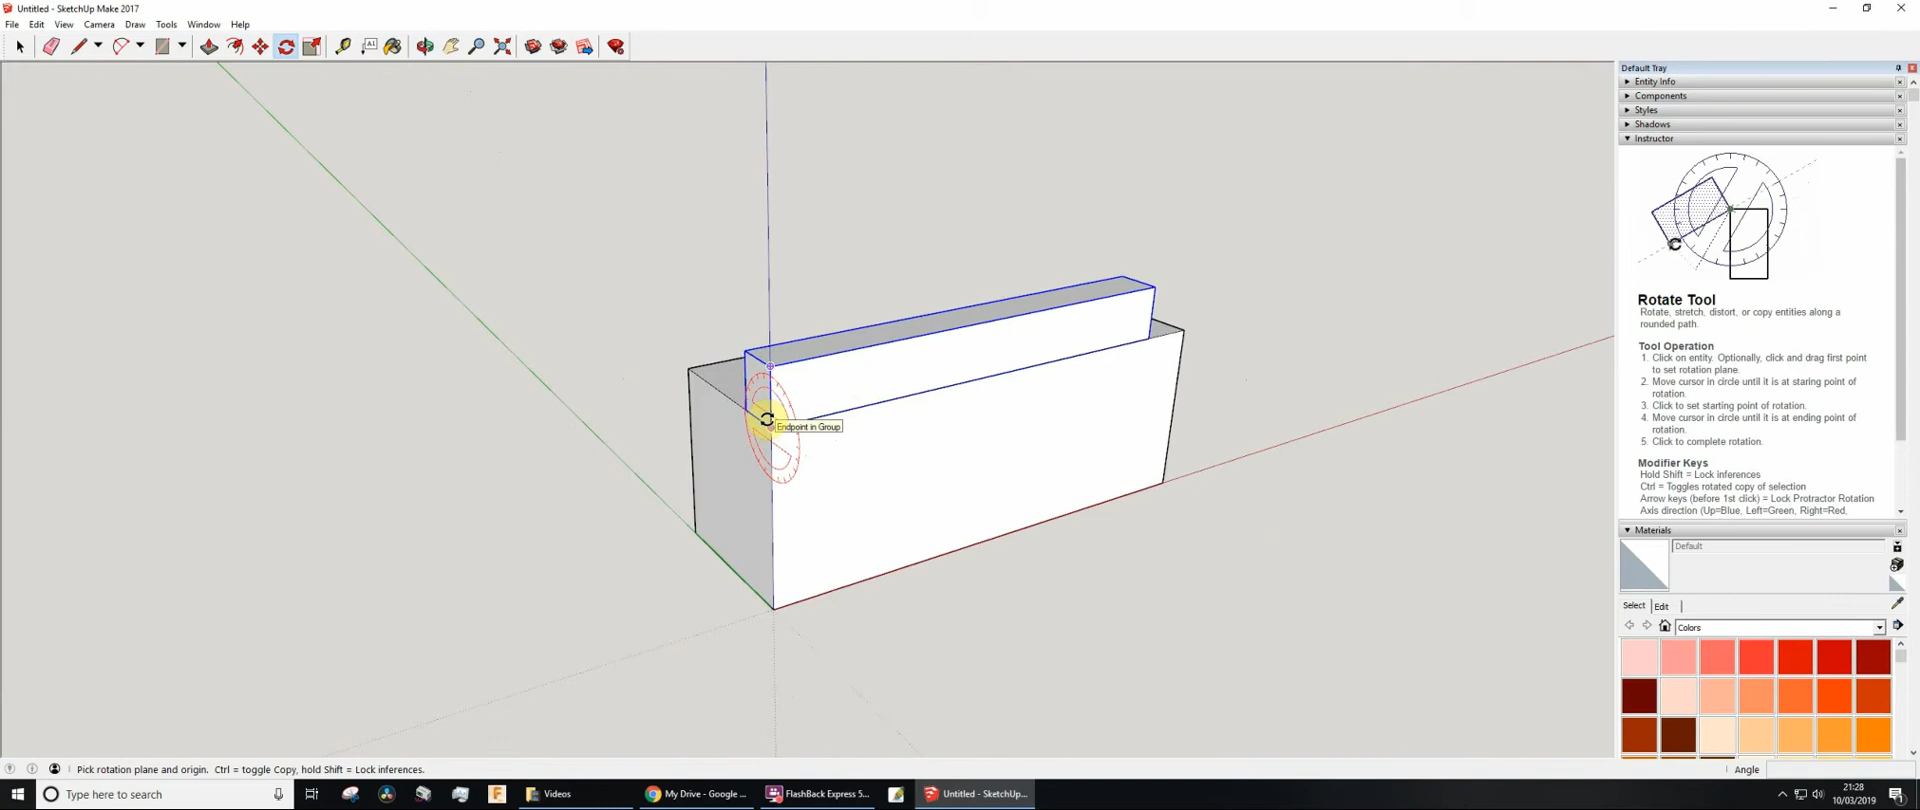 Untitled - SketchUp Make 2017
File Edit View Camera Draw Tools Window Help
A1
Default Tray
Entity Info
Components
Styles
Shadows
Instructor
Rotate Tool
Rotate, stretch, distort, or copy entities along a
rounded path.
Tool Operation
1. Click on entity. Optionally, click and drag first point
to set rotation plane.
2. Move cursor in circle until it is at staring point of
rotation.
3. Click to set starting point of rotation.
4. Move cursor in circle until it is at ending point of
rotation.
5. Click to complete rotation.
Modifier Keys
Hold Shift = Lock inferences
Ctrl = Toggles rotated copy of selection
Arrow keys (before 1st click) = Lock Protractor Rotation
Axis direction (Up=Blue, Left=Green, Right=Red,
Endpoint in Group
Materials
Default
Select Edit
Colors
Pick rotation plane and origin. Ctrl = toggle Copy, hold Shift = Lock inferences.
Angle
Type here to search
Videos
My Drive - Google ...
FlashBack Express 5...
Untitled - SketchUp...
21:28
10/03/2019